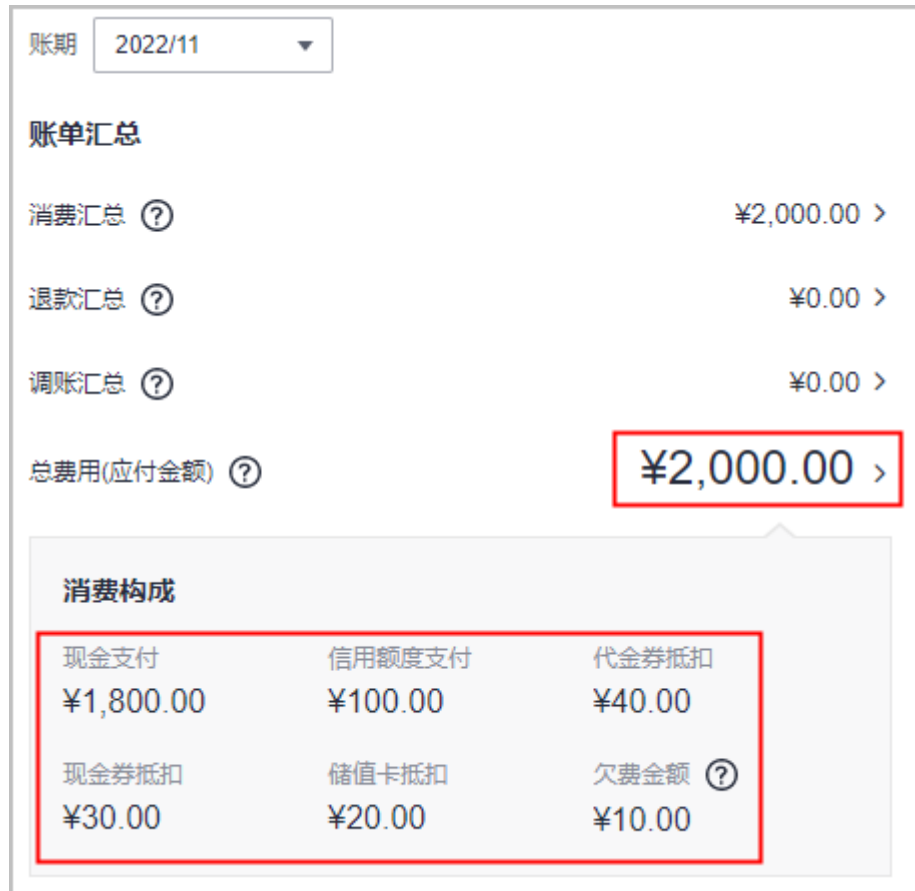 账期 2022/11
账单汇总
消费汇总 ? ¥2,000.00 >
退款汇总 ? ¥0.00 >
调账汇总 ? ¥0.00 >
总费用(应付金额) ? ¥2,000.00 >
消费构成
现金支付 信用额度支付 代金券抵扣
¥1,800.00 ¥100.00 ¥40.00
现金券抵扣 储值卡抵扣 欠费金额 ?
¥30.00 ¥20.00 ¥10.00